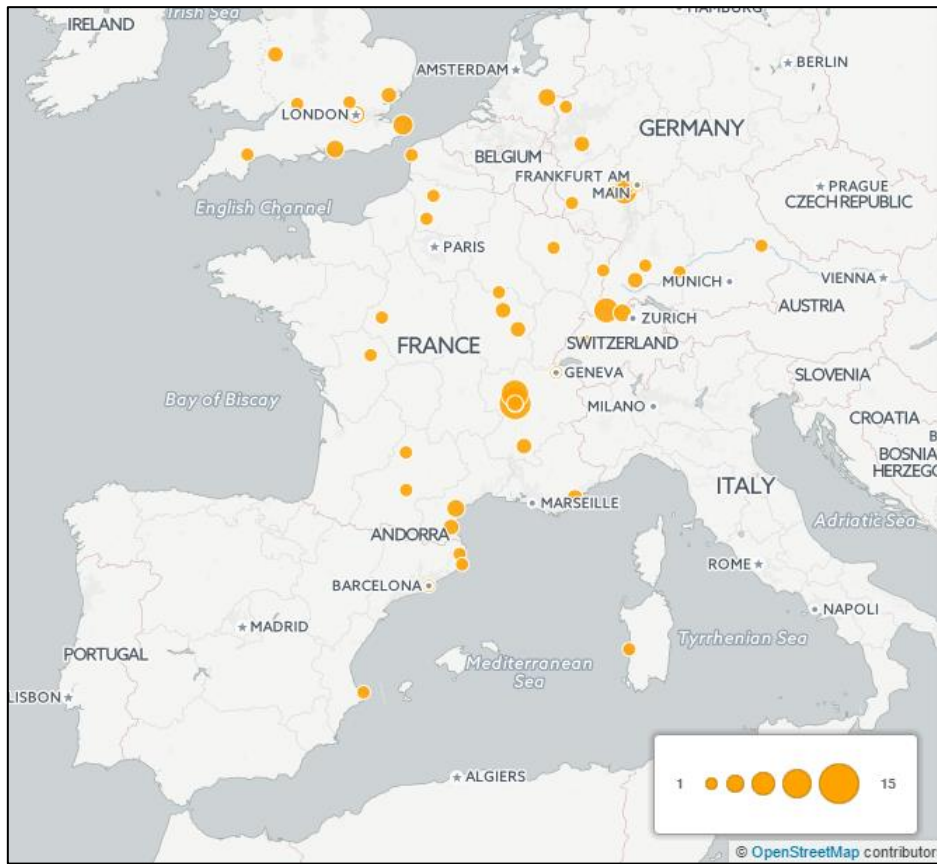 Irish Sea
HAMBURG
IRELAND
AMSTERDAM
BERLIN
LONDON
GERMANY
BELGIUM
FRANKFURT AM
MAIN
PRAGUE
CZECH REPUBLIC
English Channel
PARIS
MUNICH
VIENNA
AUSTRIA
ZURICH
FRANCE
SWITZERLAND
GENEVA
SLOVENIA
Bay of Biscay
MILANO
CROATIA
B
BOSNIA
HERZEGO
ITALY
MARSEILLE
Adriatic Sea
ANDORRA
ROME
BARCELONA
NAPOLI
MADRID
Tyrrhenian Sea
PORTUGAL
Mediterranean
Sea
LISBON
ALGIERS
1
15
© OpenStreetMap contributor